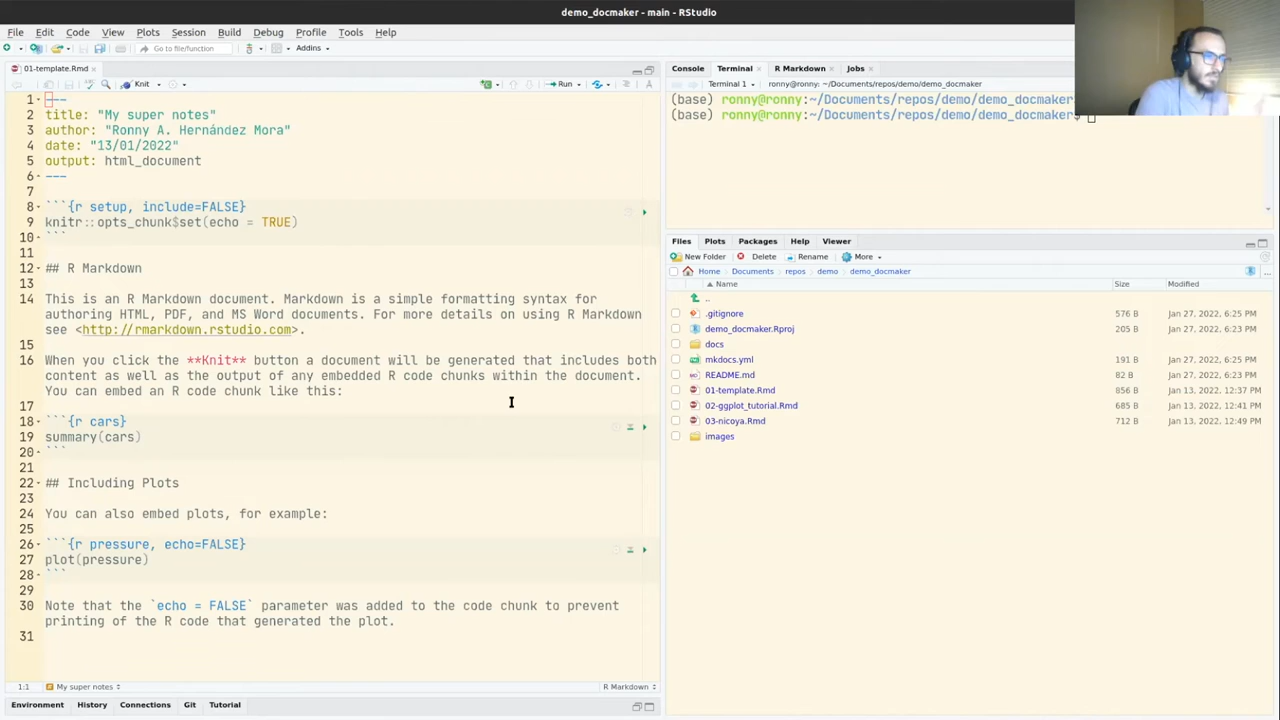 demo_docmaker - main - RStudio
File Edit Code View Plots Session Build Debug Profile Tools Help
Go to file/function Addins
01-template.Rmd
Knit Run
1 ---
2 title: "My super notes"
3 author: "Ronny A. Hernández Mora"
4 date: "13/01/2022"
5 output: html_document
6 ---
7
8 ```{r setup, include=FALSE}
9 knitr::opts_chunk$set(echo = TRUE)
10 ```
11
12 ## R Markdown
13
14 This is an R Markdown document. Markdown is a simple formatting syntax for
authoring HTML, PDF, and MS Word documents. For more details on using R Markdown
see <http://rmarkdown.rstudio.com>.
15
16 When you click the **Knit** button a document will be generated that includes both
content as well as the output of any embedded R code chunks within the document.
You can embed an R code chunk like this:
17
18 ```{r cars}
19 summary(cars)
20 ```
21
22 ## Including Plots
23
24 You can also embed plots, for example:
25
26 ```{r pressure, echo=FALSE}
27 plot(pressure)
28 ```
29
30 Note that the `echo = FALSE` parameter was added to the code chunk to prevent
printing of the R code that generated the plot.
31
1:1 My super notes R Markdown
Environment History Connections Git Tutorial
Console Terminal R Markdown Jobs
Terminal 1 ronny@ronny: ~/Documents/repos/demo/demo_docmaker
(base) ronny@ronny:~/Documents/repos/demo/demo_docmaker
(base) ronny@ronny:~/Documents/repos/demo/demo_docmaker$
Files Plots Packages Help Viewer
New Folder Delete Rename More
Home Documents repos demo demo_docmaker ...
Name Size Modified
..
.gitignore 576 B Jan 27, 2022, 6:25 PM
demo_docmaker.Rproj 205 B Jan 27, 2022, 6:23 PM
docs
mkdocs.yml 191 B Jan 27, 2022, 6:25 PM
README.md 82 B Jan 27, 2022, 6:23 PM
01-template.Rmd 856 B Jan 13, 2022, 12:37 PM
02-ggplot_tutorial.Rmd 685 B Jan 13, 2022, 12:41 PM
03-nicoya.Rmd 712 B Jan 13, 2022, 12:49 PM
images